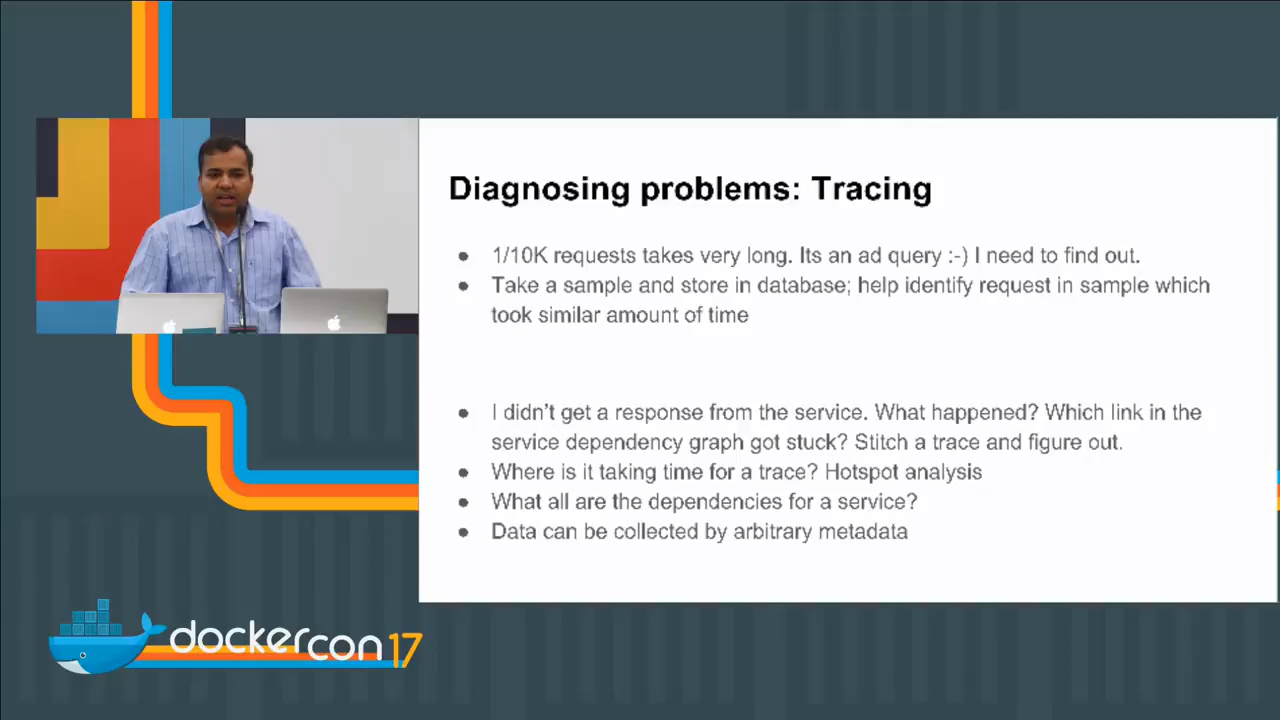 Diagnosing problems: Tracing
● 1/10K requests takes very long. Its an ad query :-) I need to find out.
● Take a sample and store in database; help identify request in sample which
took similar amount of time
● I didn't get a response from the service. What happened? Which link in the
service dependency graph got stuck? Stitch a trace and figure out.
● Where is it taking time for a trace? Hotspot analysis
● What all are the dependencies for a service?
● Data can be collected by arbitrary metadata
dockercon 17